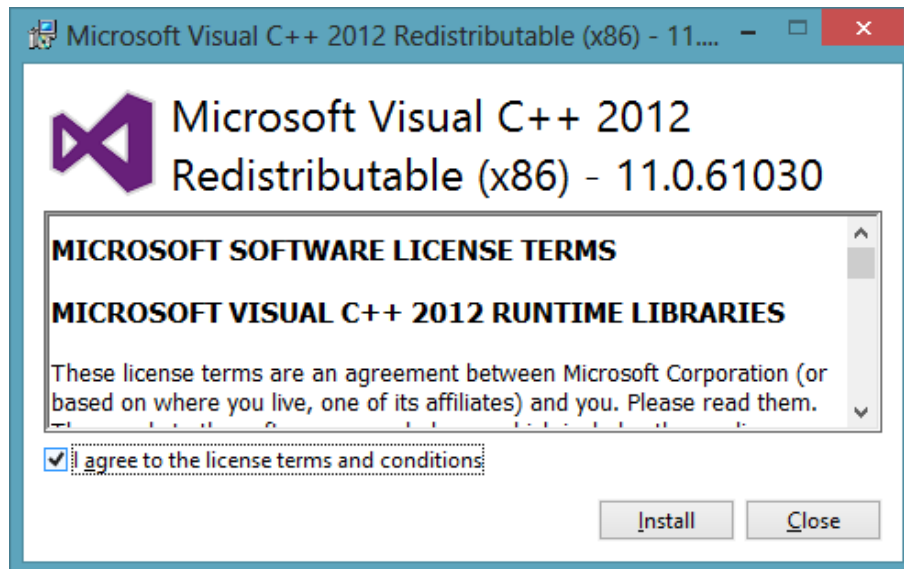 Microsoft Visual C++ 2012 Redistributable (x86) - 11....
Microsoft Visual C++ 2012
Redistributable (x86) - 11.0.61030
MICROSOFT SOFTWARE LICENSE TERMS
MICROSOFT VISUAL C++ 2012 RUNTIME LIBRARIES
These license terms are an agreement between Microsoft Corporation (or
based on where you live, one of its affiliates) and you. Please read them.
I agree to the license terms and conditions
Install Close